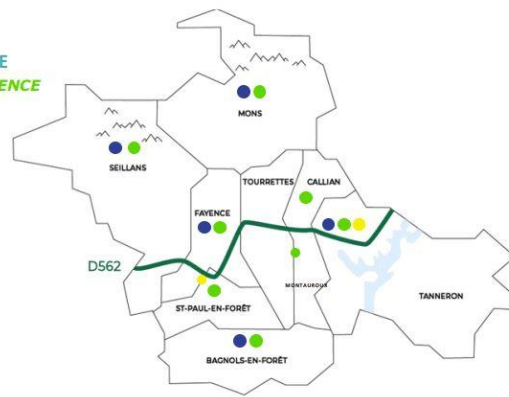 E
ENCE
MONS
SEILLANS
TOURRETTES
CALLIAN
FAYENCE
D562
MONTAUROUX
TANNERON
ST-PAUL-EN-FORÊT
BAGNOLS-EN-FORÊT